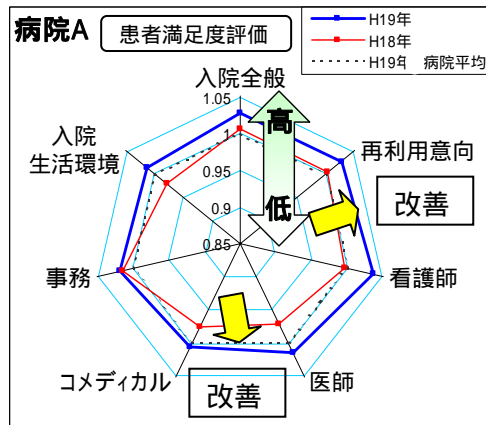 病院A
患者満足度評価
H19年
H18年
H19年 病院平均
入院全般
1.05
1
0.95
0.9
0.85
高
低
再利用意向
改善
看護師
医師
改善
コメディカル
事務
入院
生活環境